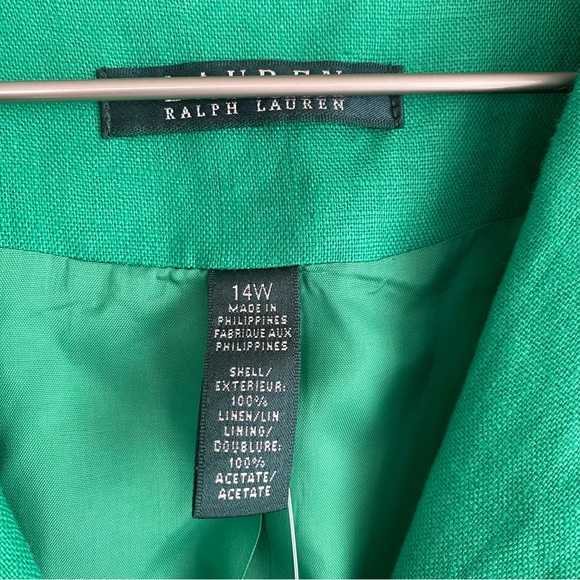 LAUREN
RALPH LAUREN
14W
MADE IN
PHILIPPINES
FABRIQUE AUX
PHILIPPINES
SHELL/
EXTERIEUR:
100%
LINEN/LIN
LINING/
DOUBLURE:
100%
ACETATE/
ACETATE